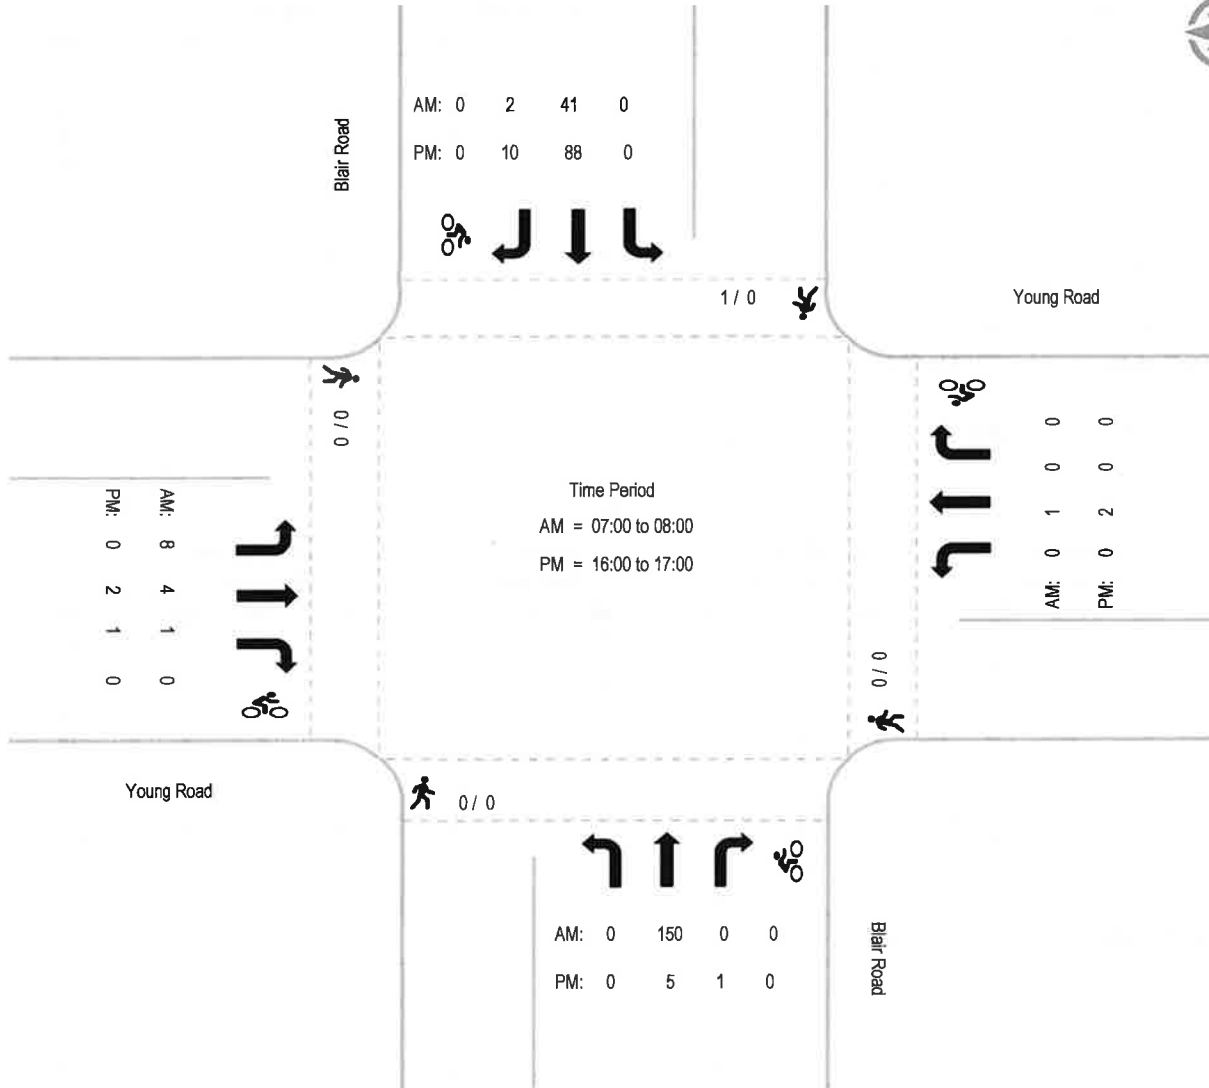 AM: 0 2 41 0
PM: 0 10 88 0
Blair Road
1 / 0
Young Road
0 / 0
AM: 8 4 1 0
PM: 0 2 1 0
Time Period
AM = 07:00 to 08:00
PM = 16:00 to 17:00
AM: 0 1 0 0
PM: 0 2 0 0
0 / 0
Young Road
0 / 0
AM: 0 150 0 0
PM: 0 5 1 0
Blair Road